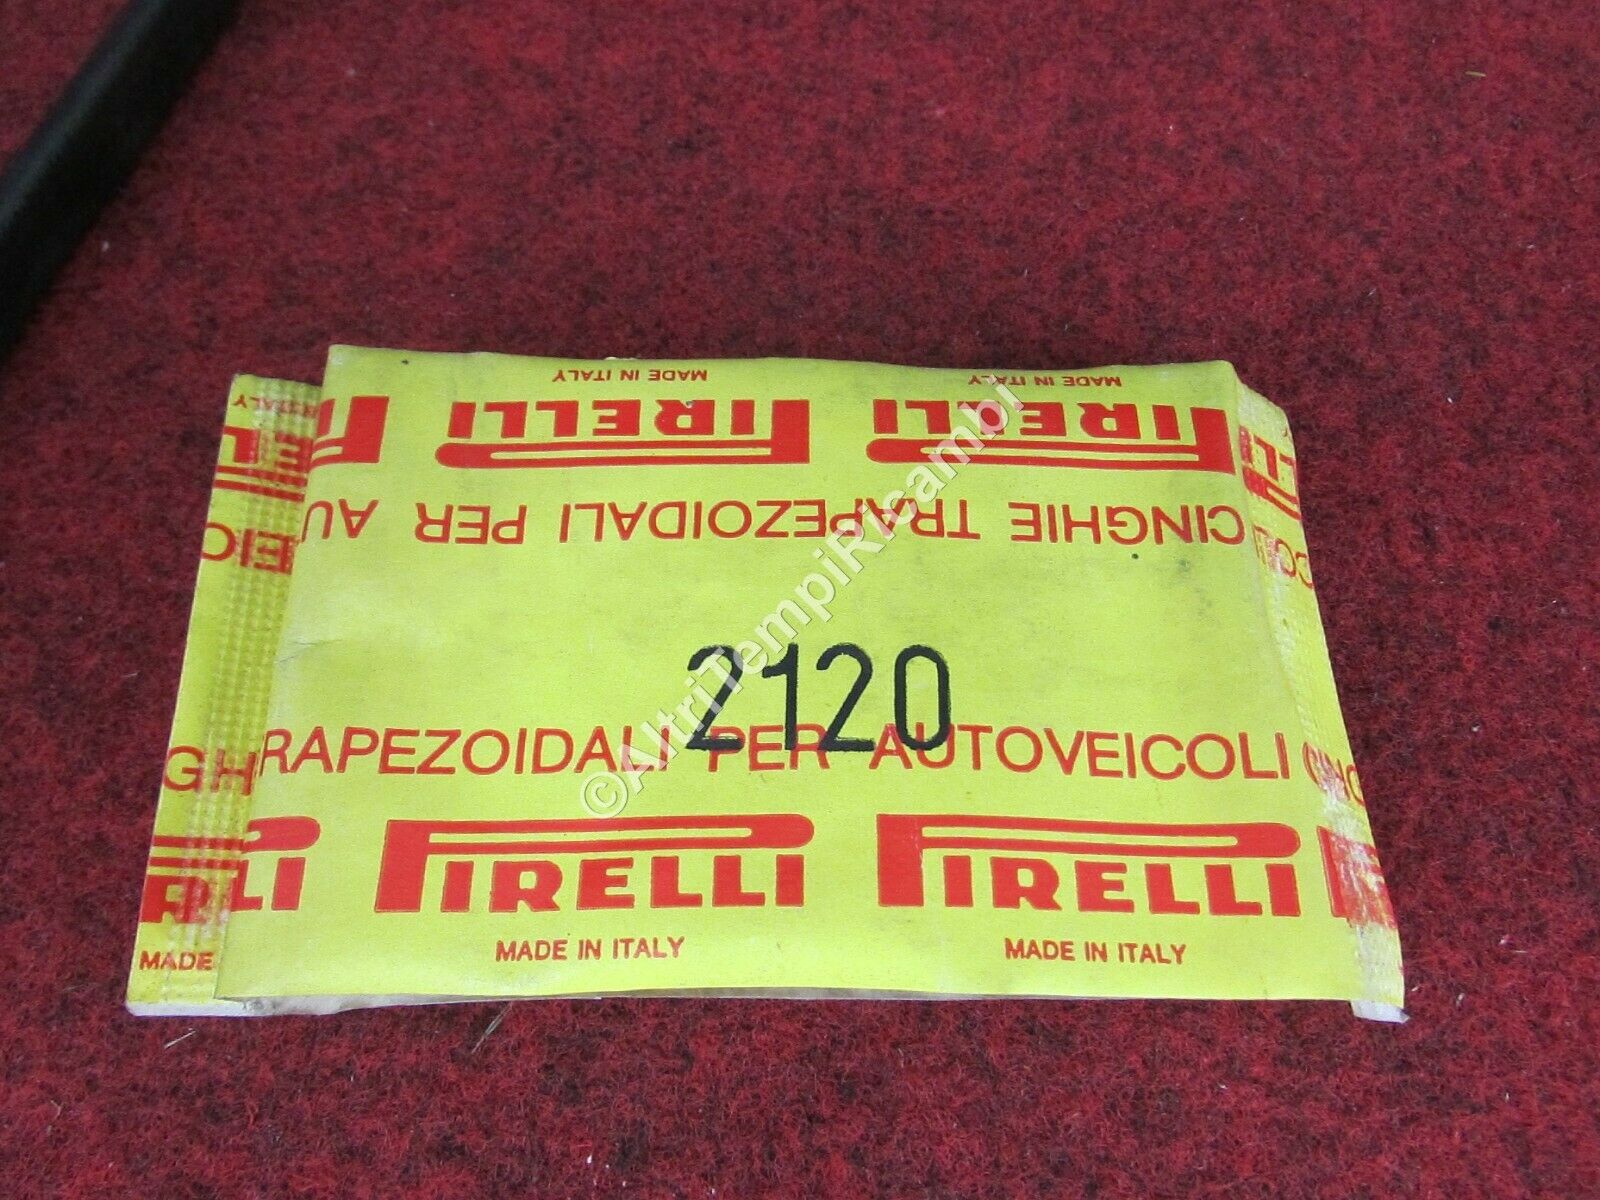 MADE IN ITALY MADE IN ITALY
PIRELLI PIRELLI
CINGHIE TRAPEZOIDALI PER AU
2120
RAPEZOIDALI PER AUTOVEICOLI
PIRELLI PIRELLI
MADE MADE IN ITALY MADE IN ITALY
©AltriTempiRicambi